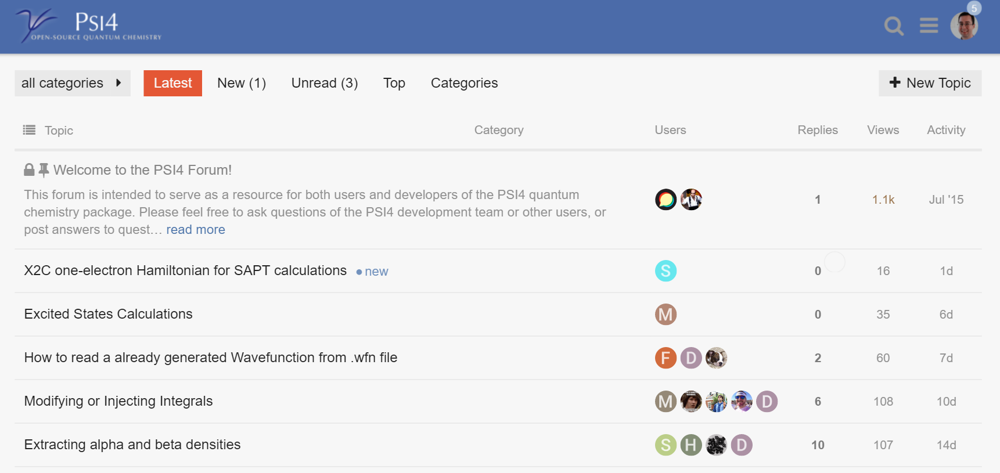 PSI4
OPEN-SOURCE QUANTUM CHEMISTRY
5
all categories
Latest
New (1)
Unread (3)
Top
Categories
New Topic
Topic
Category
Users
Replies
Views
Activity
Welcome to the PSI4 Forum!
This forum is intended to serve as a resource for both users and developers of the PSI4 quantum
chemistry package. Please feel free to ask questions of the PSI4 development team or other users, or
post answers to quest… read more
1
1.1k
Jul '15
X2C one-electron Hamiltonian for SAPT calculations
new
S
0
16
1d
Excited States Calculations
M
0
35
6d
How to read a already generated Wavefunction from .wfn file
F
D
2
60
7d
Modifying or Injecting Integrals
M
D
6
108
10d
Extracting alpha and beta densities
S
H
D
10
107
14d